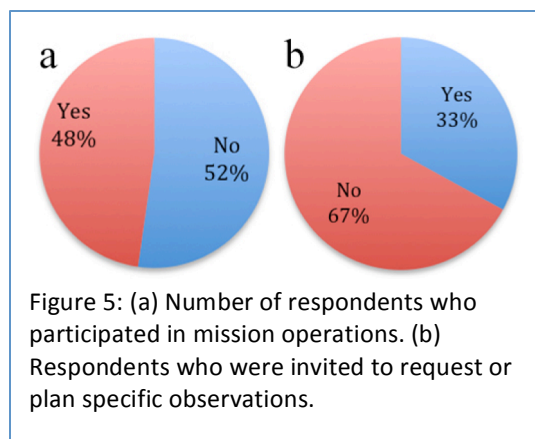 a
Yes
48%
No
52%
b
Yes
33%
No
67%
Figure 5: (a) Number of respondents who
participated in mission operations. (b)
Respondents who were invited to request or
plan specific observations.